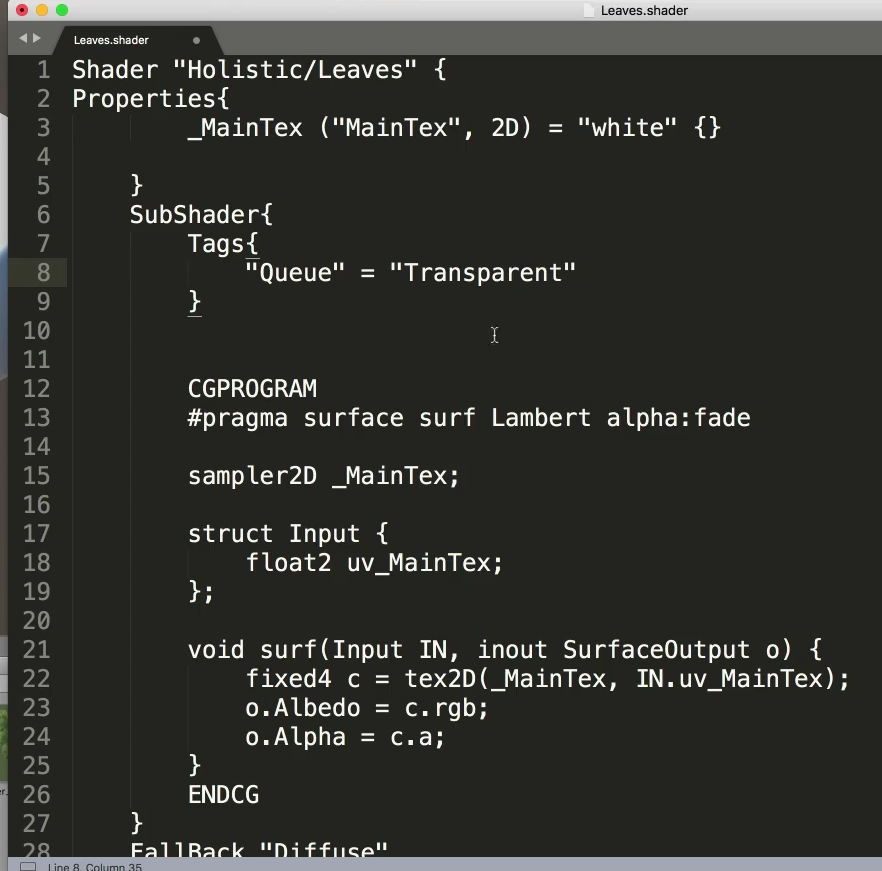 Leaves.shader
Leaves.shader
1 Shader "Holistic/Leaves" {
2 Properties{
3 _MainTex ("MainTex", 2D) = "white" {}
4
5 }
6 SubShader{
7 Tags{
8 "Queue" = "Transparent"
9 }
10
11
12 CGPROGRAM
13 #pragma surface surf Lambert alpha:fade
14
15 sampler2D _MainTex;
16
17 struct Input {
18 float2 uv_MainTex;
19 };
20
21 void surf(Input IN, inout SurfaceOutput o) {
22 fixed4 c = tex2D(_MainTex, IN.uv_MainTex);
23 o.Albedo = c.rgb;
24 o.Alpha = c.a;
25 }
26 ENDCG
27 }
28 FallBack "Diffuse"
Line 8, Column 35